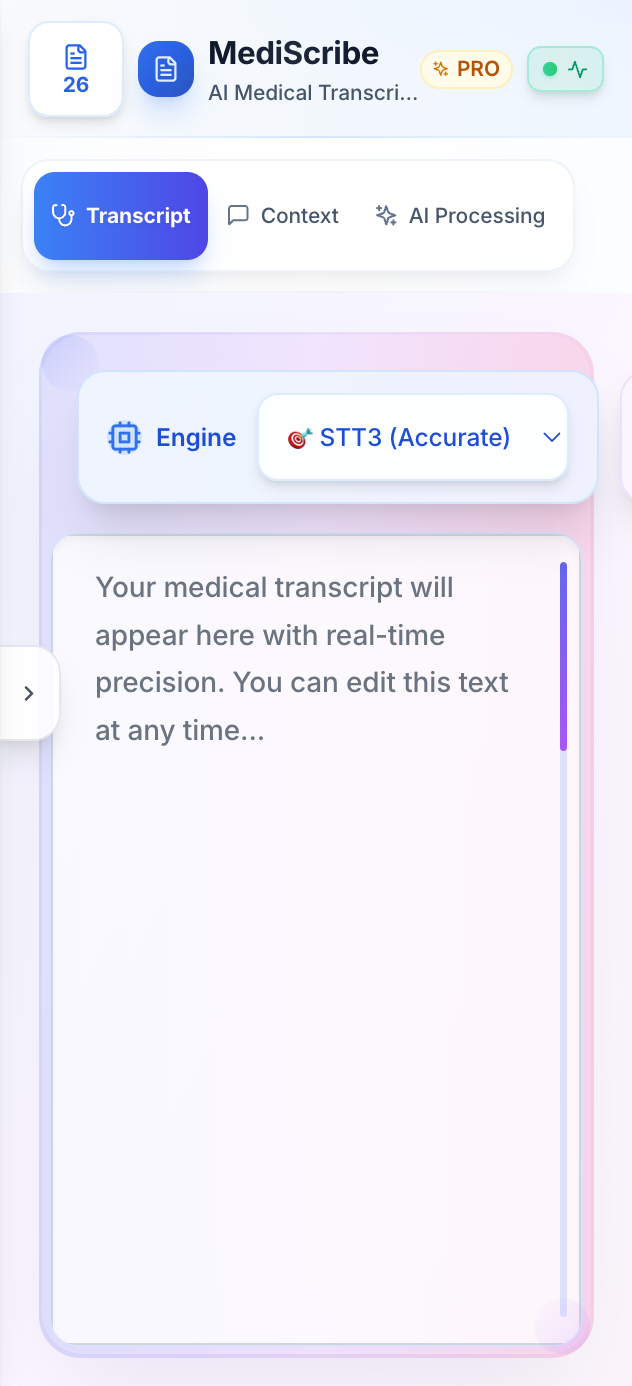 26
MediScribe
AI Medical Transcri...
PRO
Transcript
Context
AI Processing
Engine
🎯 STT3 (Accurate)
Your medical transcript will
appear here with real-time
precision. You can edit this text
at any time...